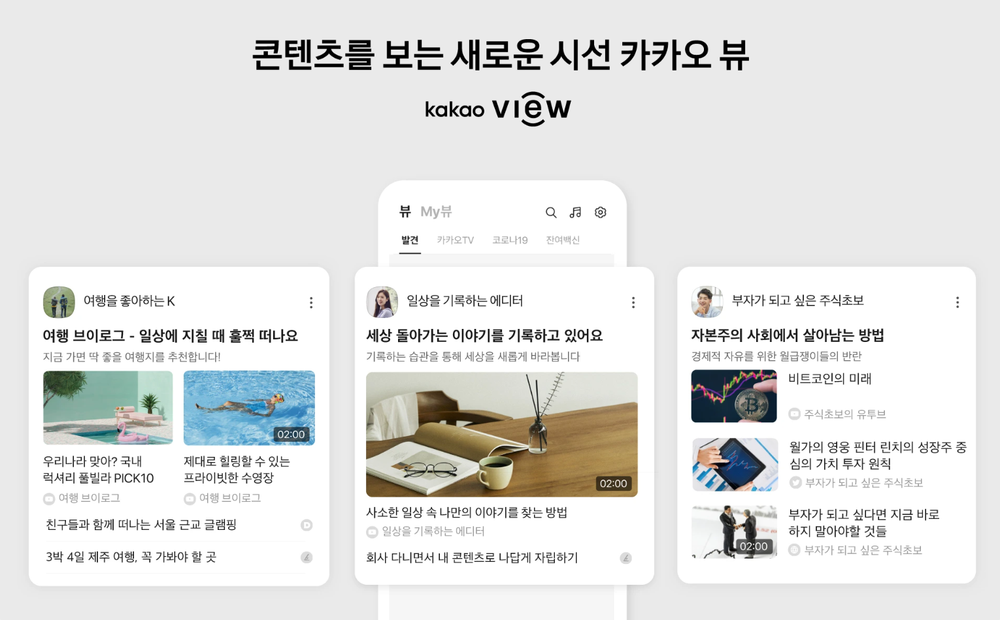 콘텐츠를 보는 새로운 시선 카카오 뷰
kakao view
뷰 My뷰
발견 카카오TV 코로나19 잔여백신
여행을 좋아하는 K
여행 브이로그 - 일상에 지칠 때 훌쩍 떠나요
지금 가면 딱 좋을 여행지를 추천합니다!
02:00
우리나라 맞아? 국내
럭셔리 풀빌라 PICK10
여행 브이로그
제대로 힐링할 수 있는
프라이빗한 수영장
여행 브이로그
친구들과 함께 떠나는 서울 근교 글램핑
3박 4일 제주 여행, 꼭 가봐야 할 곳
일상을 기록하는 에디터
세상 돌아가는 이야기를 기록하고 있어요
기록하는 습관을 통해 세상을 새롭게 바라봅니다
02:00
사소한 일상 속 나만의 이야기를 찾는 방법
일상을 기록하는 에디터
회사 다니면서 내 콘텐츠로 나답게 자립하기
부자가 되고 싶은 주식초보
자본주의 사회에서 살아남는 방법
경제적 자유를 위한 월급쟁이들의 반란
비트코인의 미래
주식초보의 유투브
월가의 영웅 핀터 린치의 성장주 중
심의 가치 투자 원칙
부자가 되고 싶은 주식초보
02:00
부자가 되고 싶다면 지금 바로
하지 말아야할 것들
부자가 되고 싶은 주식초보